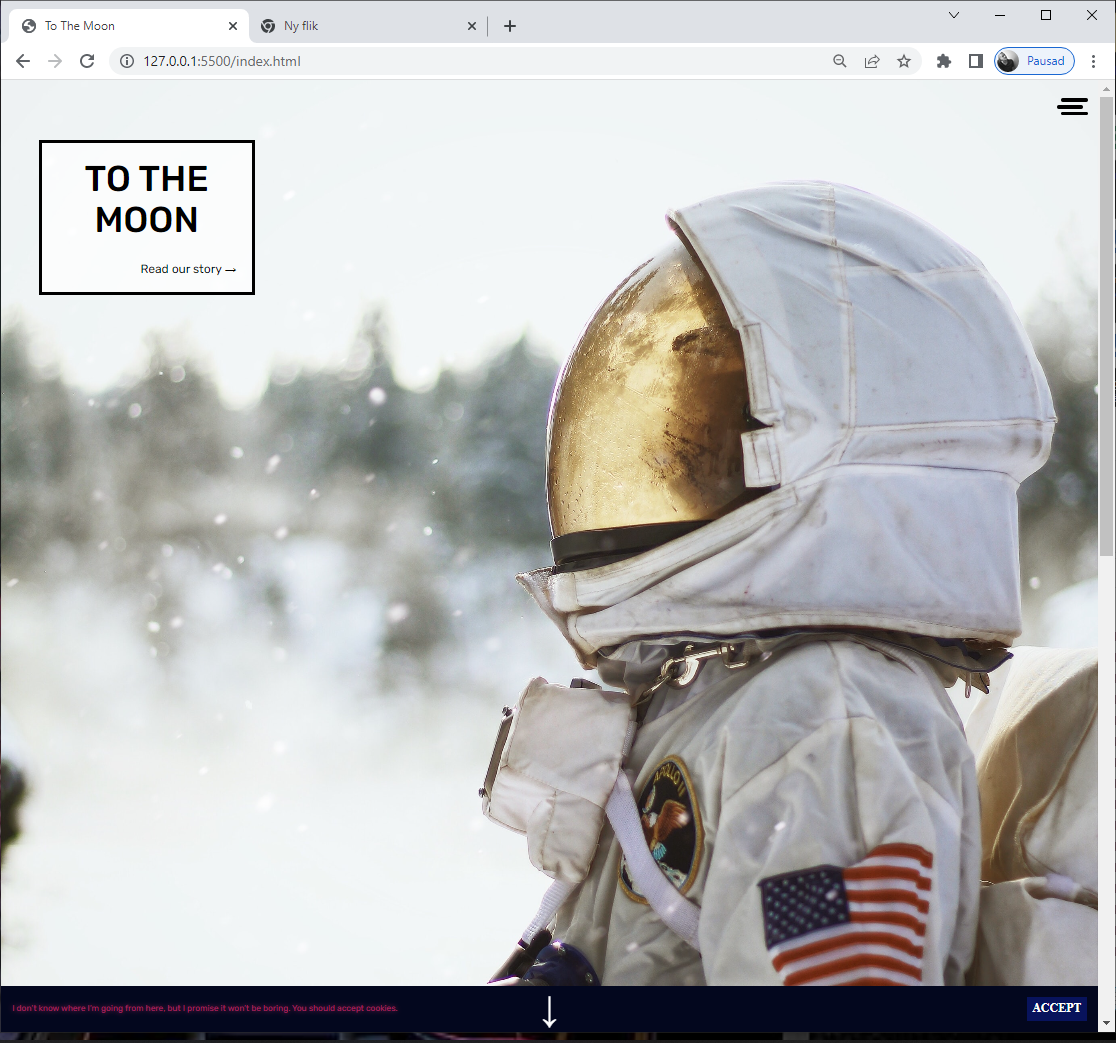 To The Moon
Ny flik
127.0.0.1:5500/index.html
Pausad
TO THE
MOON
Read our story →
APOLLO 11
I don't know where I'm going from here, but I promise it won't be boring. You should accept cookies.
ACCEPT